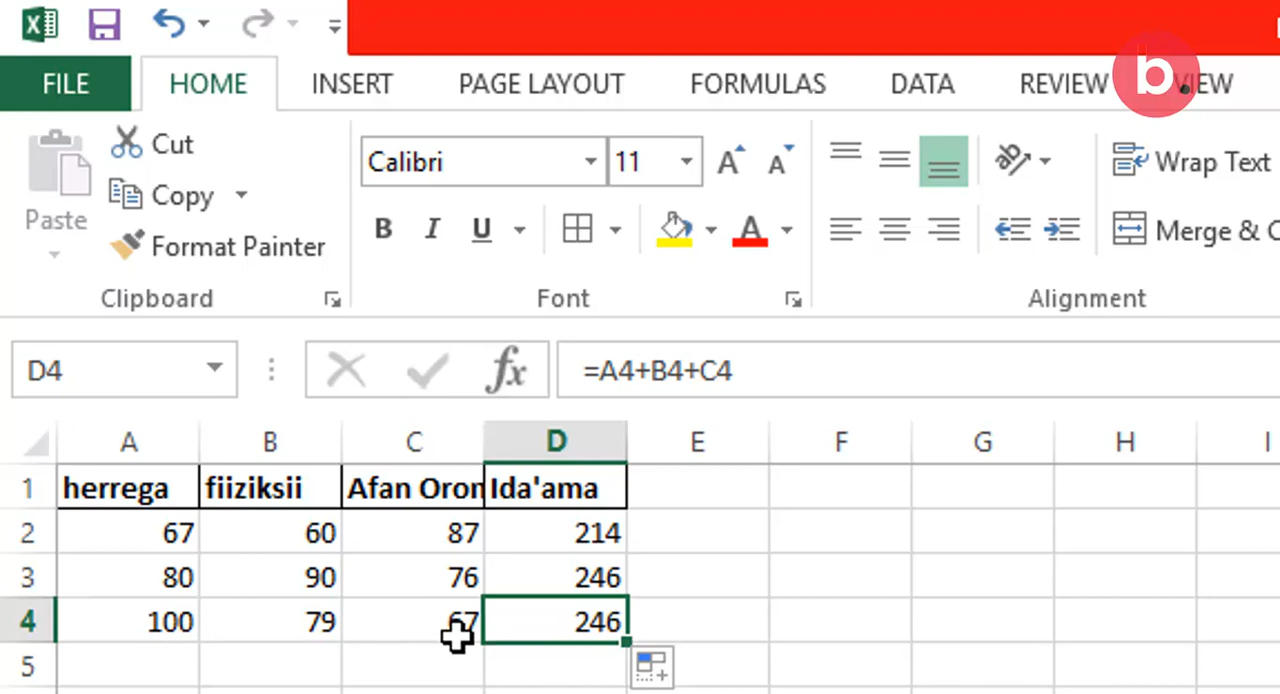 b
FILE HOME INSERT PAGE LAYOUT FORMULAS DATA REVIEW VIEW
Cut
Calibri 11 A A
Wrap Text
Copy
Paste
B I U A
Merge & C
Format Painter
Clipboard Font Alignment
D4 fx =A4+B4+C4
A B C D E F G H I
1 herrega fiiziksii Afan Oron Ida'ama
2 67 60 87 214
3 80 90 76 246
4 100 79 67 246
5